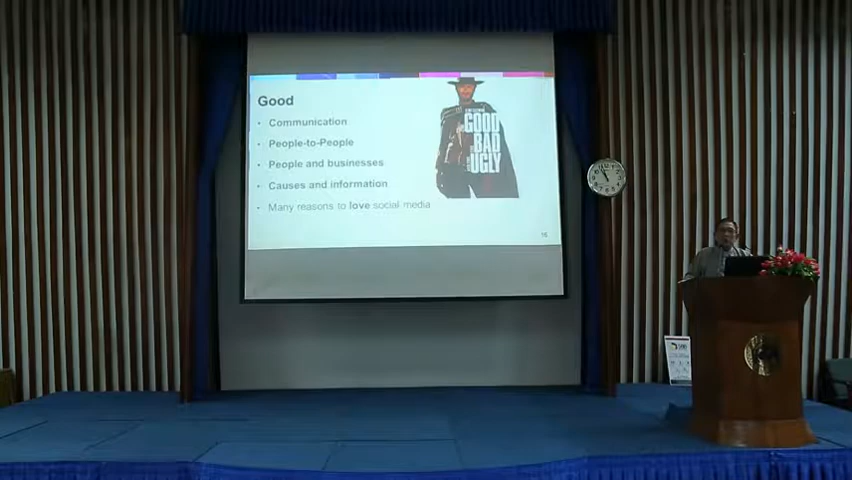 Good
• Communication
• People-to-People
• People and businesses
• Causes and information
• Many reasons to love social media
GOOD
BAD
UGLY